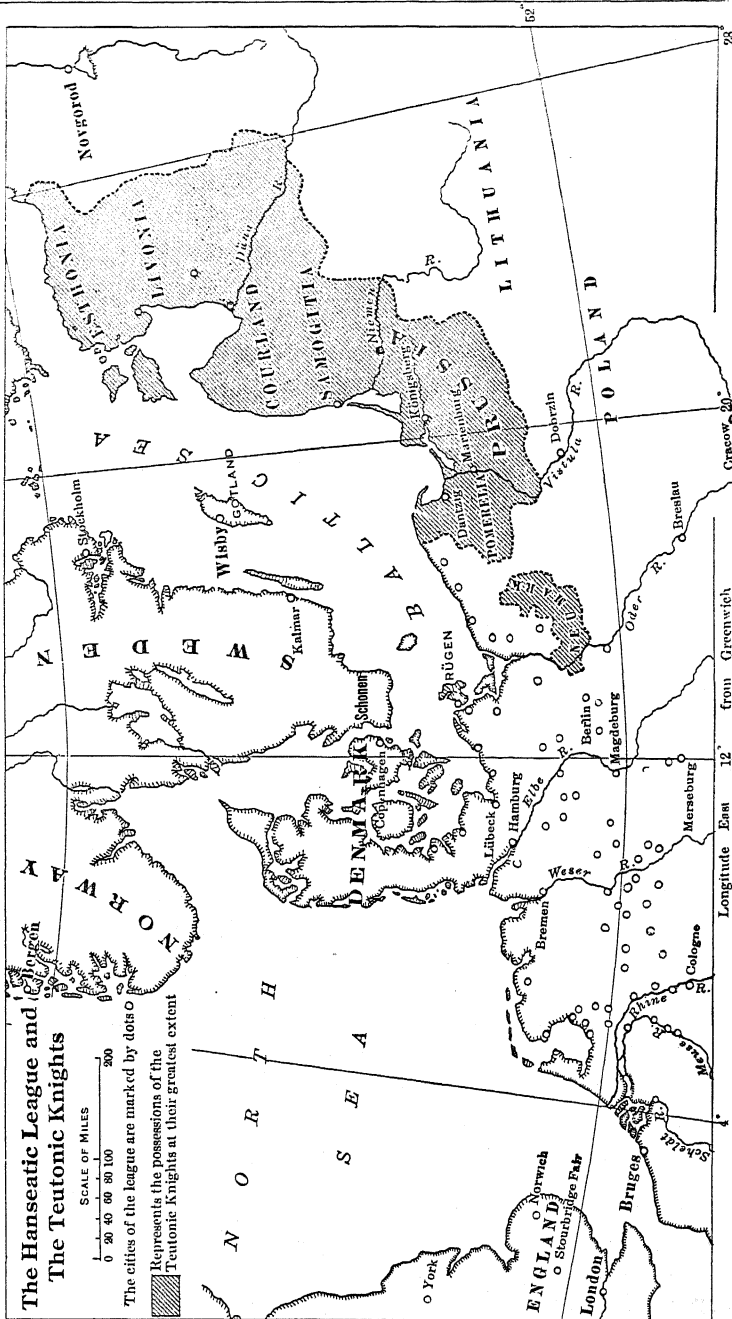 The Hanseatic League and
The Teutonic Knights
SCALE OF MILES
0 20 40 60 80 100 200
The cities of the league are marked by dots
Represents the possessions of the
Teutonic Knights at their greatest extent
Bergen
NORWAY
SWEDEN
Stockholm
Kalmar
Schonen
Wisby
GOTLAND
BALTIC SEA
Novgorod
ESTHONIA
LIVONIA
Düna R.
COURLAND
SAMOGITIA
Niemen
R.
LITHUANIA
PRUSSIA
Königsburg
Marienburg
Dantzig
POMERELIA
NEUMARK
POLAND
Dobrzin
Vistula R.
Cracow
Breslau
Oder R.
RÜGEN
DENMARK
Copenhagen
Lübeck
Hamburg
Elbe R.
Berlin
Magdeburg
Merseburg
Bremen
Weser R.
Cologne
Rhine R.
Meuse R.
Scheldt R.
Bruges
NORTH SEA
York
ENGLAND
Norwich
Stourbridge Fair
London
52°
4°
12°
20°
28
Longitude East from Greenwich